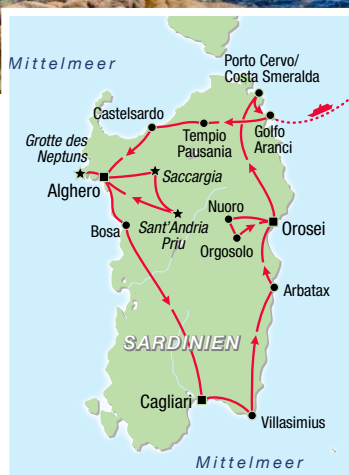 Mittelmeer
Porto Cervo/
Costa Smeralda
Castelsardo
Tempio
Pausania
Golfo
Aranci
Grotte des
Neptuns
Alghero
Saccargia
Sant'Andria
Priu
Nuoro
Orosei
Orgosolo
Bosa
Arbatax
SARDINIEN
Cagliari
Villasimius
Mittelmeer